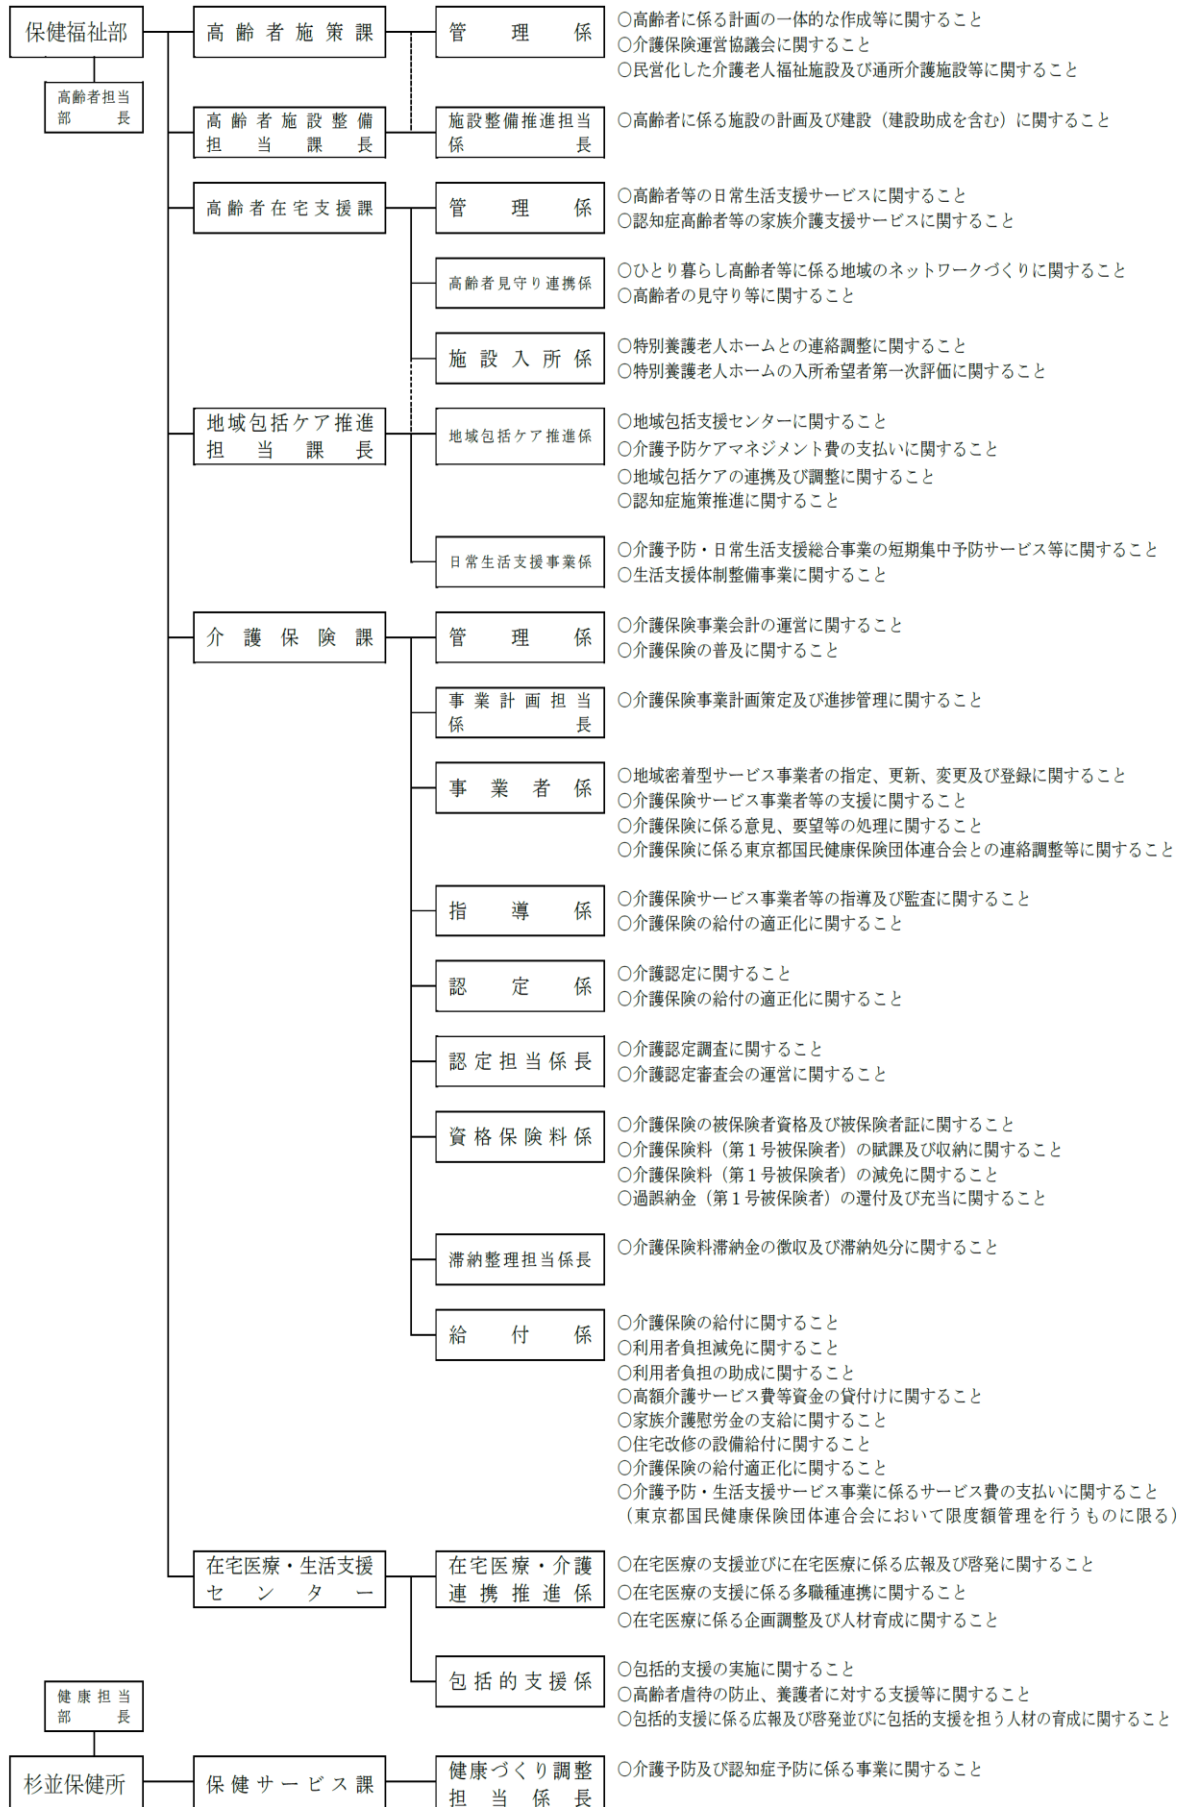 保健福祉部
高齢者担当
部長
高齢者施策課
管理係
○高齢者に係る計画の一体的な作成等に関すること
○介護保険運営協議会に関すること
○民営化した介護老人福祉施設及び通所介護施設等に関すること
高齢者施設整備
担当課長
施設整備推進担当
係長
○高齢者に係る施設の計画及び建設（建設助成を含む）に関すること
高齢者在宅支援課
管理係
○高齢者等の日常生活支援サービスに関すること
○認知症高齢者等の家族介護支援サービスに関すること
高齢者見守り連携係
○ひとり暮らし高齢者等に係る地域のネットワークづくりに関すること
○高齢者の見守り等に関すること
施設入所係
○特別養護老人ホームとの連絡調整に関すること
○特別養護老人ホームの入所希望者第一次評価に関すること
地域包括ケア推進
担当課長
地域包括ケア推進係
○地域包括支援センターに関すること
○介護予防ケアマネジメント費の支払いに関すること
○地域包括ケアの連携及び調整に関すること
○認知症施策推進に関すること
日常生活支援事業係
○介護予防・日常生活支援総合事業の短期集中予防サービス等に関すること
○生活支援体制整備事業に関すること
介護保険課
管理係
○介護保険事業会計の運営に関すること
○介護保険の普及に関すること
事業計画担当
係長
○介護保険事業計画策定及び進捗管理に関すること
事業者係
○地域密着型サービス事業者の指定、更新、変更及び登録に関すること
○介護保険サービス事業者等の支援に関すること
○介護保険に係る意見、要望等の処理に関すること
○介護保険に係る東京都国民健康保険団体連合会との連絡調整等に関すること
指導係
○介護保険サービス事業者等の指導及び監査に関すること
○介護保険の給付の適正化に関すること
認定係
○介護認定に関すること
○介護保険の給付の適正化に関すること
認定担当係長
○介護認定調査に関すること
○介護認定審査会の運営に関すること
資格保険料係
○介護保険の被保険者資格及び被保険者証に関すること
○介護保険料（第１号被保険者）の賦課及び収納に関すること
○介護保険料（第１号被保険者）の減免に関すること
○過誤納金（第１号被保険者）の還付及び充当に関すること
滞納整理担当係長
○介護保険料滞納金の徴収及び滞納処分に関すること
給付係
○介護保険の給付に関すること
○利用者負担減免に関すること
○利用者負担の助成に関すること
○高額介護サービス費等資金の貸付けに関すること
○家族介護慰労金の支給に関すること
○住宅改修の設備給付に関すること
○介護保険の給付適正化に関すること
○介護予防・生活支援サービス事業に係るサービス費の支払いに関すること
（東京都国民健康保険団体連合会において限度額管理を行うものに限る）
在宅医療・生活支援
センター
在宅医療・介護
連携推進係
○在宅医療の支援並びに在宅医療に係る広報及び啓発に関すること
○在宅医療の支援に係る多職種連携に関すること
○在宅医療に係る企画調整及び人材育成に関すること
包括的支援係
○包括的支援の実施に関すること
○高齢者虐待の防止、養護者に対する支援等に関すること
○包括的支援に係る広報及び啓発並びに包括的支援を担う人材の育成に関すること
健康担当
部長
杉並保健所
保健サービス課
健康づくり調整
担当係長
○介護予防及び認知症予防に係る事業に関すること